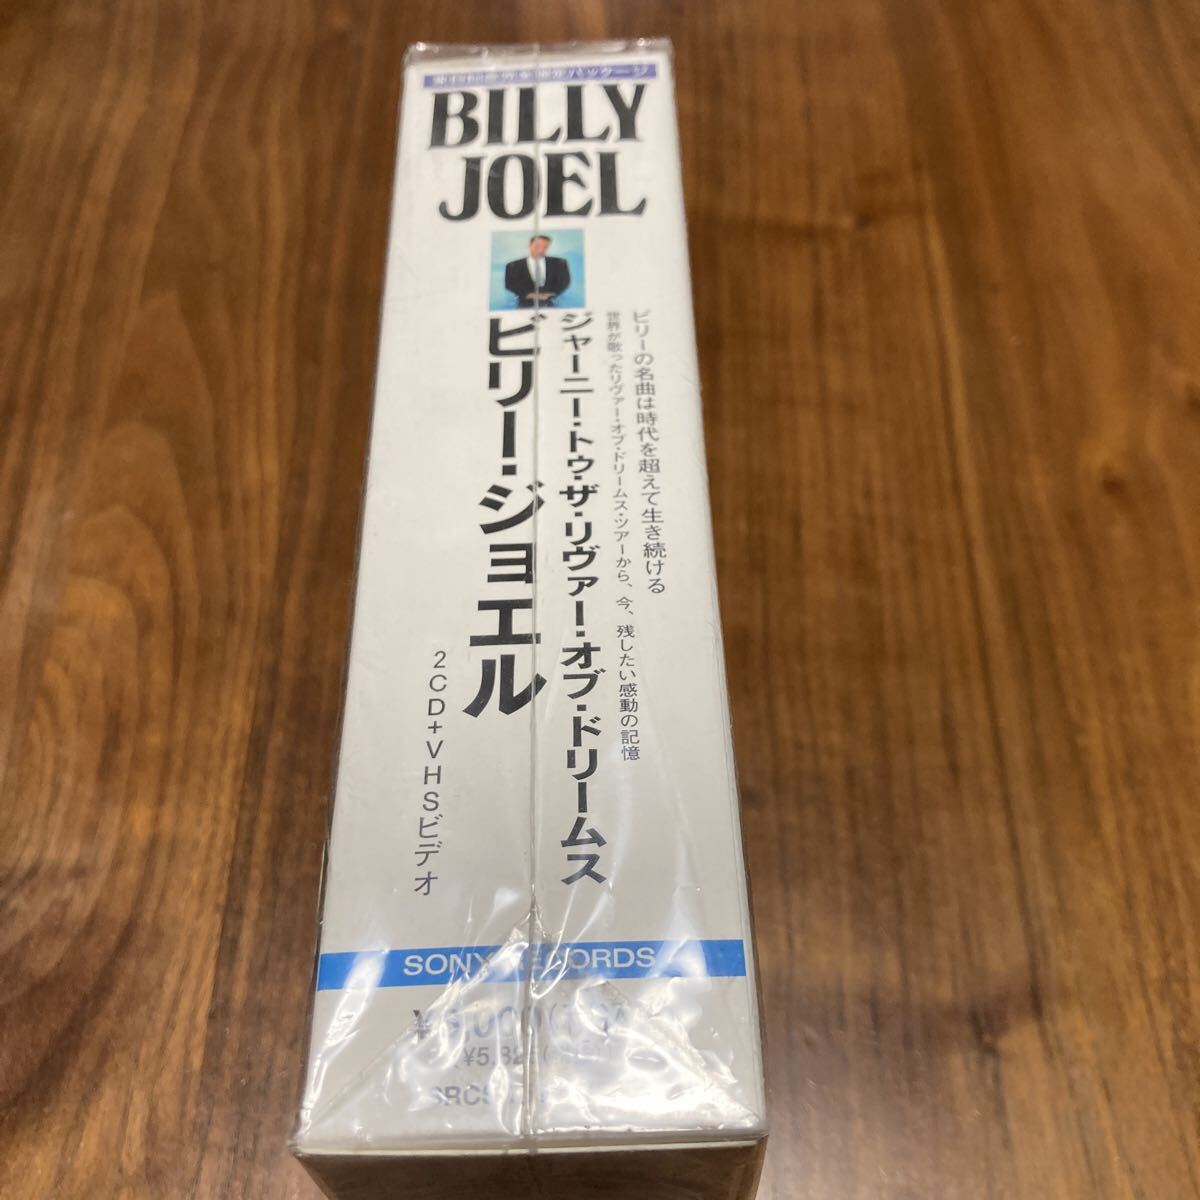 BILLY
JOEL
ビリーの名曲は時代を超えて生き続ける
世界が歌ったリヴァー・オブ・ドリームス・ツアーから、今、残したい感動の記憶
ジャーニー・トゥ・ザ・リヴァー・オブ・ドリームス
ビリー・ジョエル
2CD+VHSビデオ
SONY RECORDS